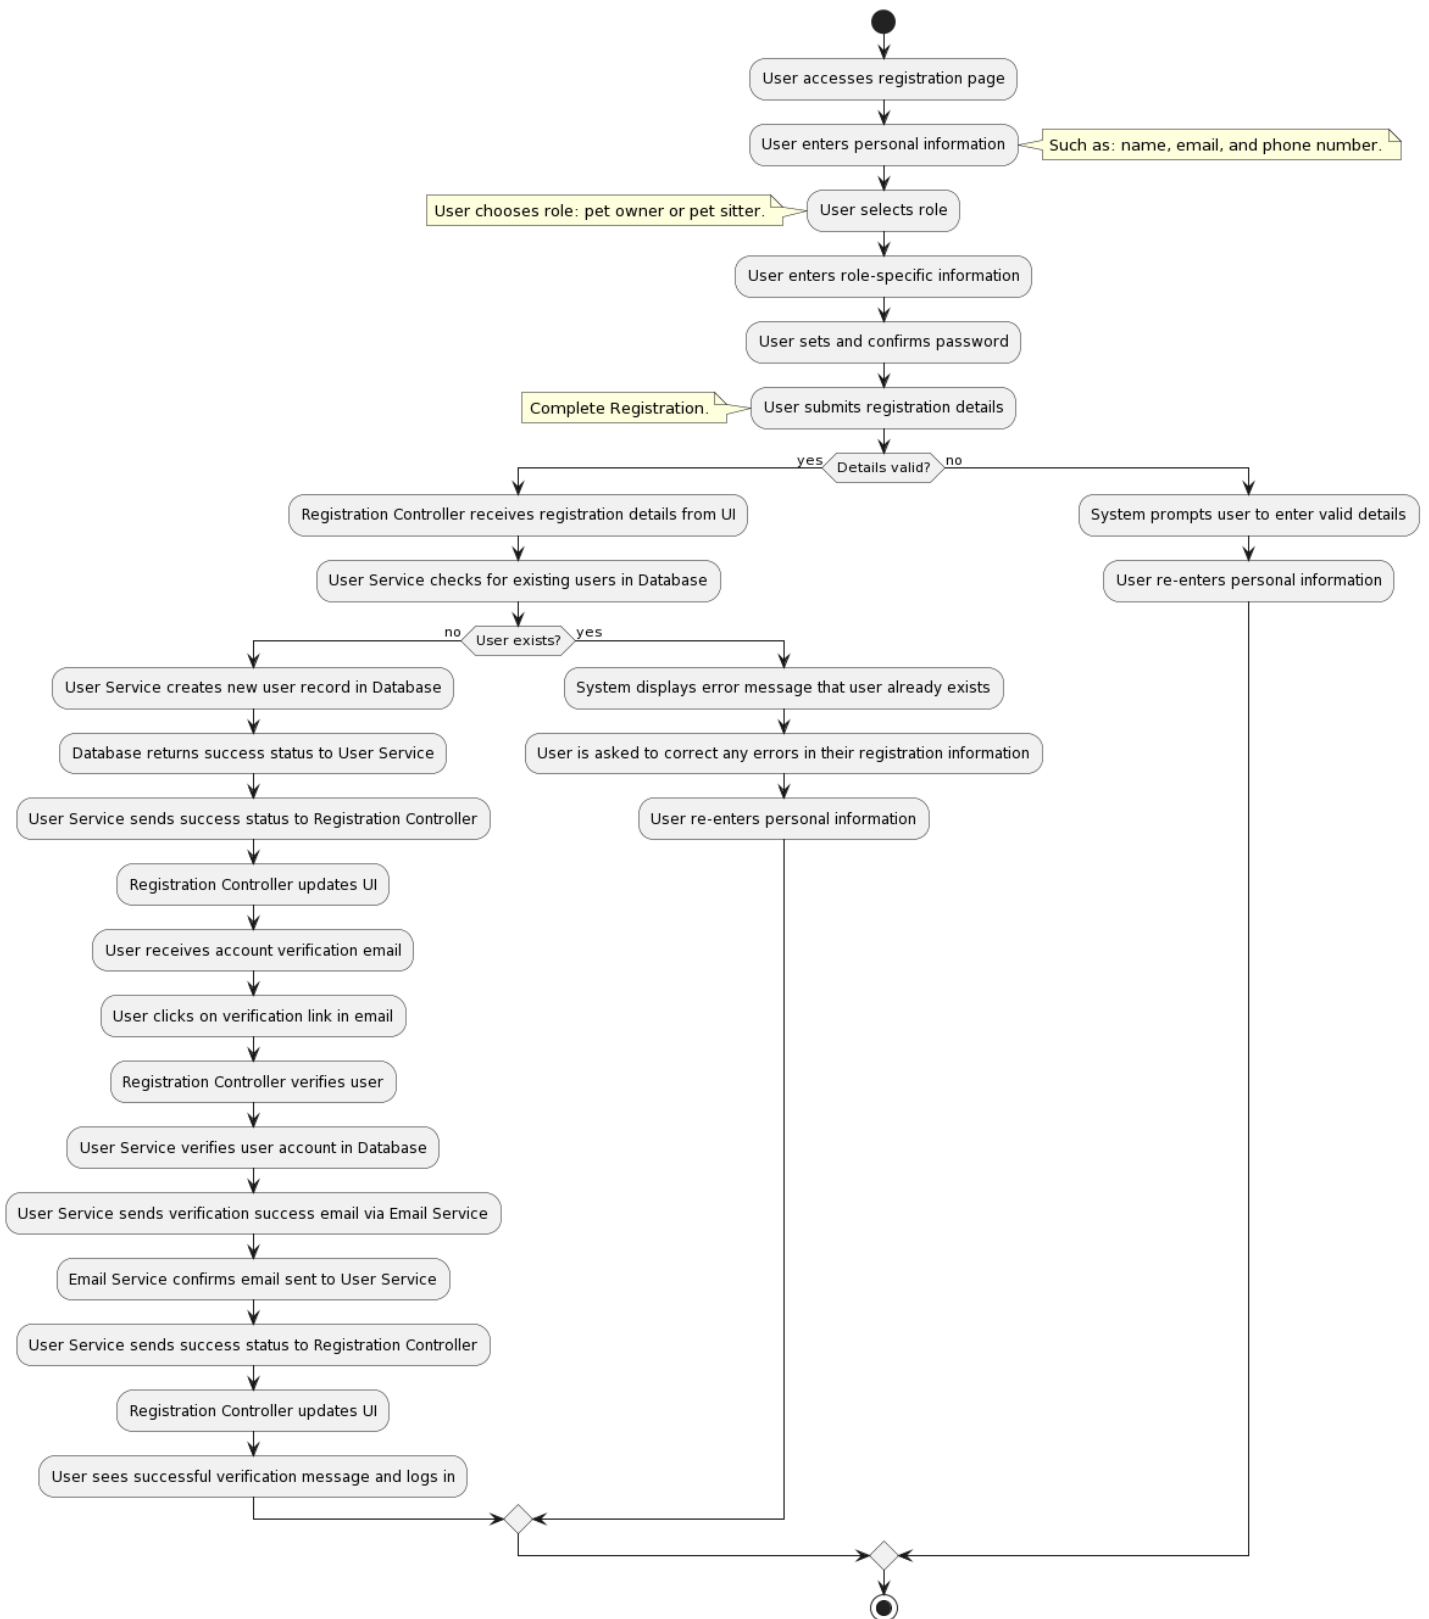 User accesses registration page
User enters personal information
Such as: name, email, and phone number.
User chooses role: pet owner or pet sitter.
User selects role
User enters role-specific information
User sets and confirms password
Complete Registration.
User submits registration details
yes
Details valid?
no
Registration Controller receives registration details from UI
System prompts user to enter valid details
User Service checks for existing users in Database
User re-enters personal information
no
User exists?
yes
User Service creates new user record in Database
System displays error message that user already exists
Database returns success status to User Service
User is asked to correct any errors in their registration information
User Service sends success status to Registration Controller
User re-enters personal information
Registration Controller updates UI
User receives account verification email
User clicks on verification link in email
Registration Controller verifies user
User Service verifies user account in Database
User Service sends verification success email via Email Service
Email Service confirms email sent to User Service
User Service sends success status to Registration Controller
Registration Controller updates UI
User sees successful verification message and logs in